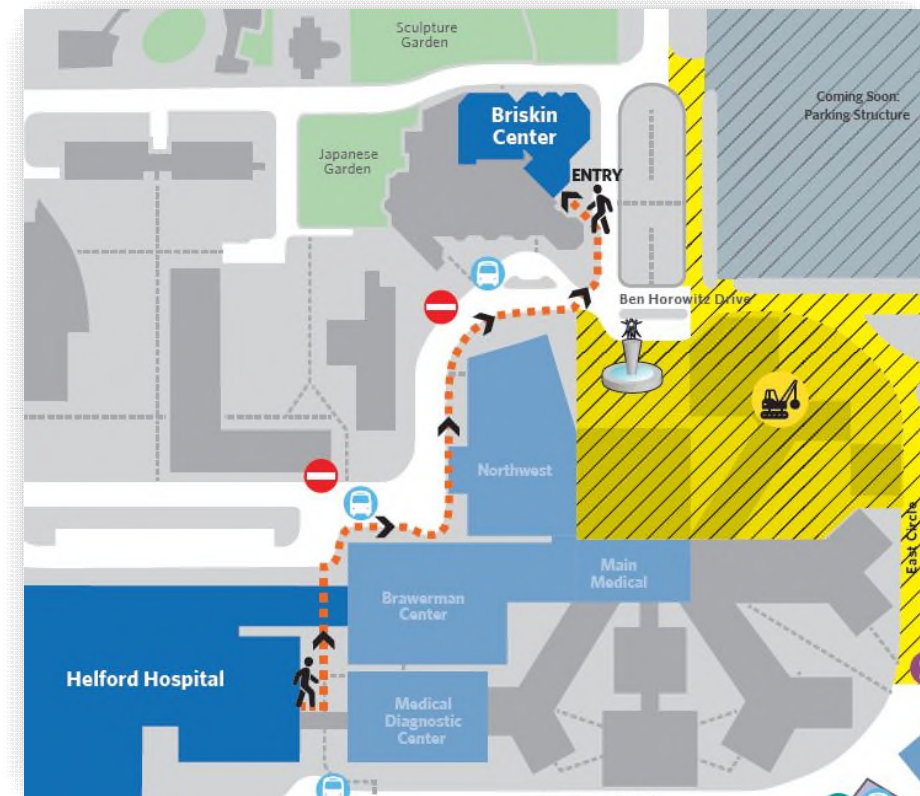 Sculpture
Garden
Coming Soon:
Parking Structure
Briskin
Center
Japanese
Garden
ENTRY
Ben Horowitz Drive
Northwest
Main
Medical
East Circle
Brawerman
Center
Helford Hospital
Medical
Diagnostic
Center